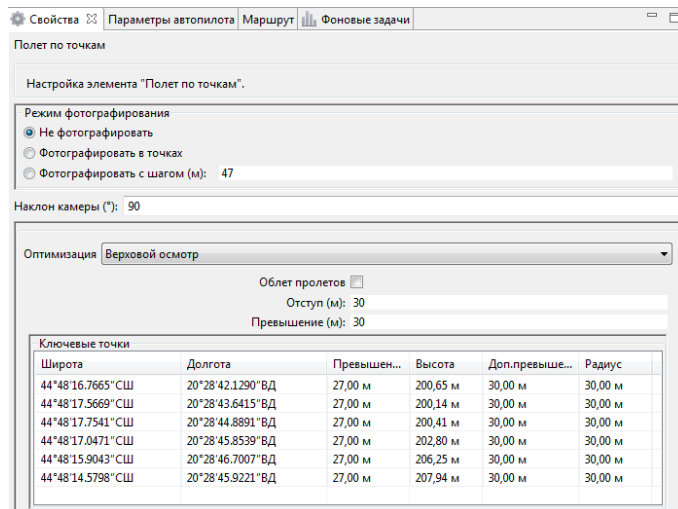 Свойства Параметры автопилота Маршрут Фоновые задачи
Полет по точкам
Настройка элемента "Полет по точкам".
Режим фотографирования
Не фотографировать
Фотографировать в точках
Фотографировать с шагом (м): 47
Наклон камеры (°): 90
Оптимизация Верховой осмотр
Облет пролетов
Отступ (м): 30
Превышение (м): 30
Ключевые точки
Широта Долгота Превышен... Высота Доп.превыше... Радиус
44°48'16.7665"СШ 20°28'42.1290"ВД 27,00 м 200,65 м 30,00 м 30,00 м
44°48'17.5669"СШ 20°28'43.6415"ВД 27,00 м 200,14 м 30,00 м 30,00 м
44°48'17.7541"СШ 20°28'44.8891"ВД 27,00 м 200,41 м 30,00 м 30,00 м
44°48'17.0471"СШ 20°28'45.8539"ВД 27,00 м 202,80 м 30,00 м 30,00 м
44°48'15.9043"СШ 20°28'46.7007"ВД 27,00 м 206,25 м 30,00 м 30,00 м
44°48'14.5798"СШ 20°28'45.9221"ВД 27,00 м 207,94 м 30,00 м 30,00 м